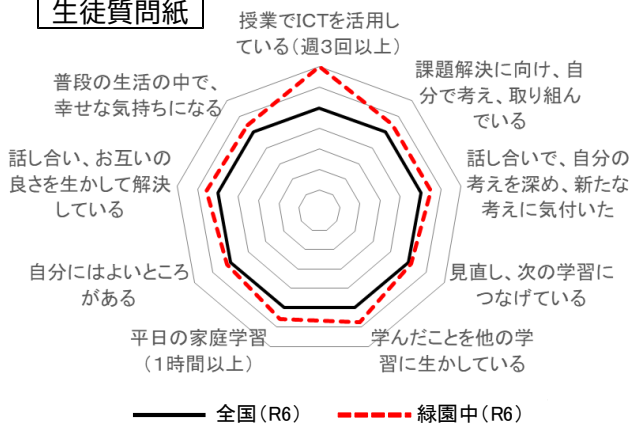 生徒質問紙
授業でICTを活用し
ている(週3回以上)
課題解決に向け、自
分で考え、取り組ん
でいる
話し合いで、自分の
考えを深め、新たな
考えに気付いた
見直し、次の学習に
つなげている
学んだことを他の学
習に生かしている
平日の家庭学習
(1時間以上)
自分にはよいところ
がある
話し合い、お互いの
良さを生かして解決
している
普段の生活の中で、
幸せな気持ちになる
全国(R6)
緑園中(R6)